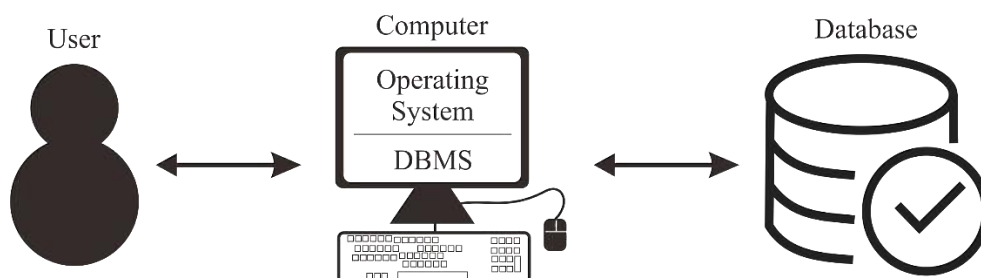 User
Computer
Database
Operating
System
DBMS